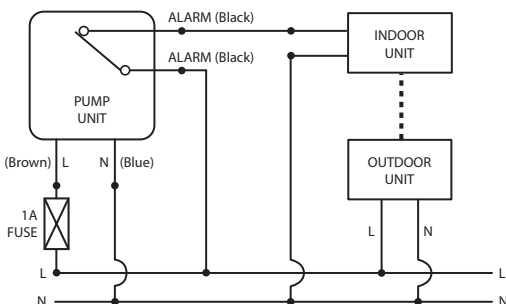 ALARM (Black)
INDOOR
UNIT
ALARM (Black)
PUMP
UNIT
(Brown) L
N (Blue)
OUTDOOR
UNIT
1A
FUSE
L
N
L
L
N
N